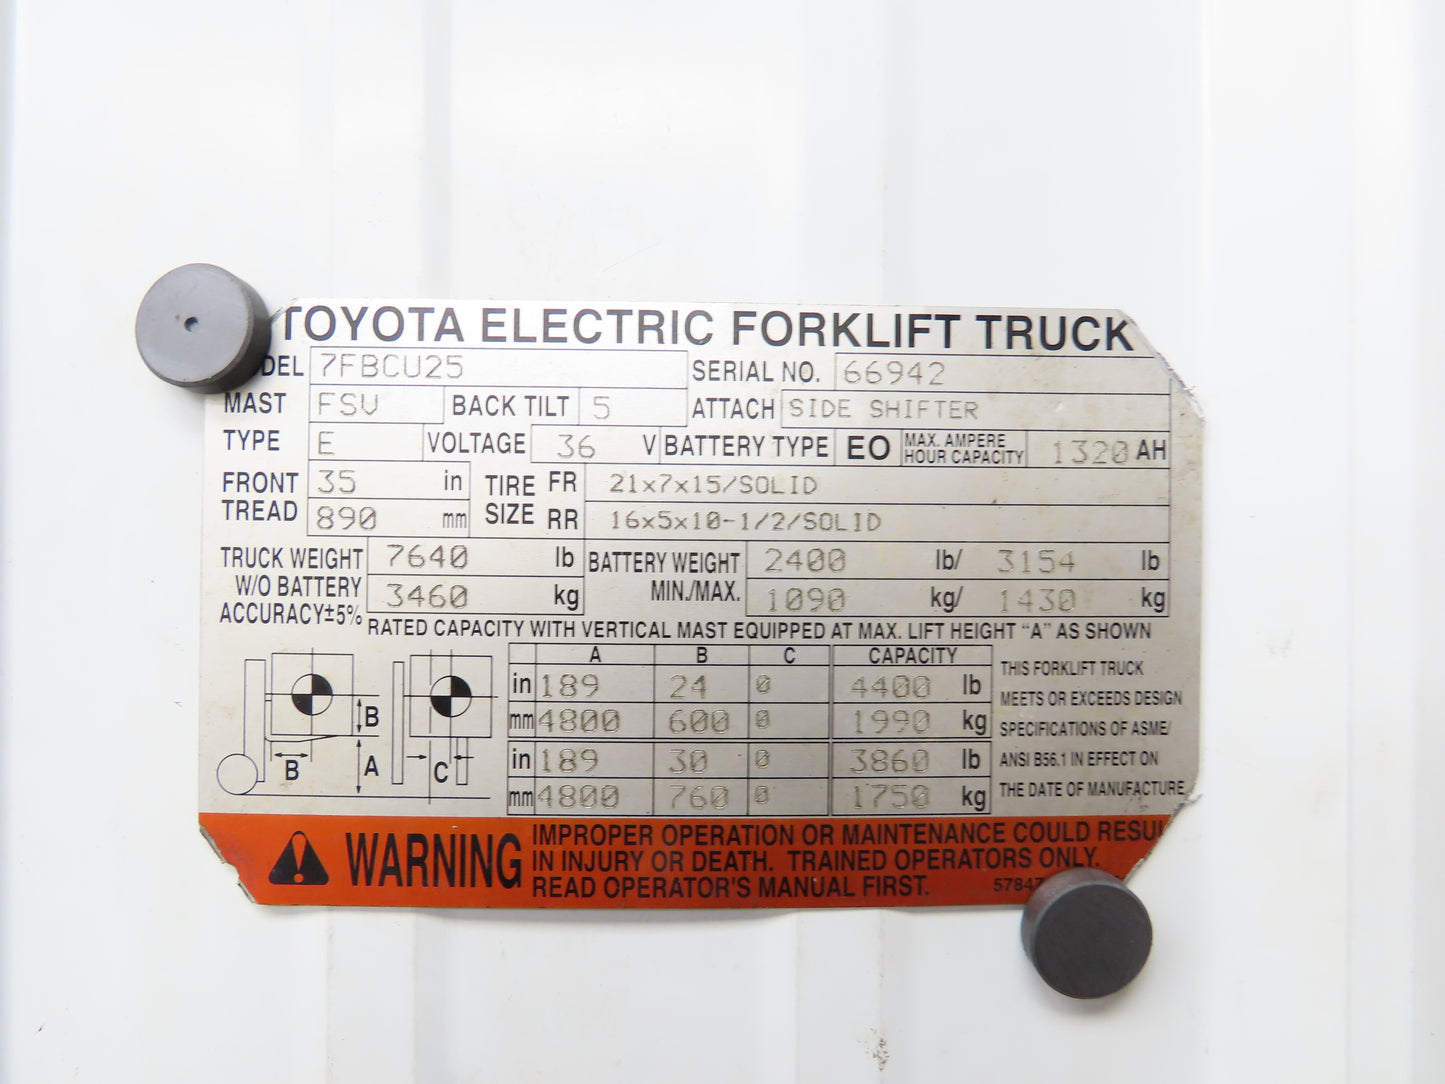 TOYOTA ELECTRIC FORKLIFT TRUCK
7FBCU25 SERIAL NO. 66942
MAST FSV BACK TILT 5 ATTACH SIDE SHIFTER
TYPE E VOLTAGE 36 V BATTERY TYPE EO MAX. AMPERE HOUR CAPACITY 1320 AH
FRONT TREAD 35 in TIRE SIZE FR 21x7x15/SOLID
890 mm RR 16x5x10-1/2/SOLID
TRUCK WEIGHT 7640 lb BATTERY WEIGHT 2400 lb/ 3154 lb
W/O BATTERY 3460 kg MIN./MAX. 1090 kg/ 1430 kg
ACCURACY±5%
RATED CAPACITY WITH VERTICAL MAST EQUIPPED AT MAX. LIFT HEIGHT "A" AS SHOWN
A B C CAPACITY
in 189 24 0 4400 lb
mm 4800 600 0 1990 kg
in 189 30 0 3860 lb
mm 4800 760 0 1750 kg
B
B A C
THIS FORKLIFT TRUCK
MEETS OR EXCEEDS DESIGN
SPECIFICATIONS OF ASME/
ANSI B56.1 IN EFFECT ON
THE DATE OF MANUFACTURE
WARNING
IMPROPER OPERATION OR MAINTENANCE COULD
IN INJURY OR DEATH. TRAINED OPERATORS ONLY.
READ OPERATOR'S MANUAL FIRST.